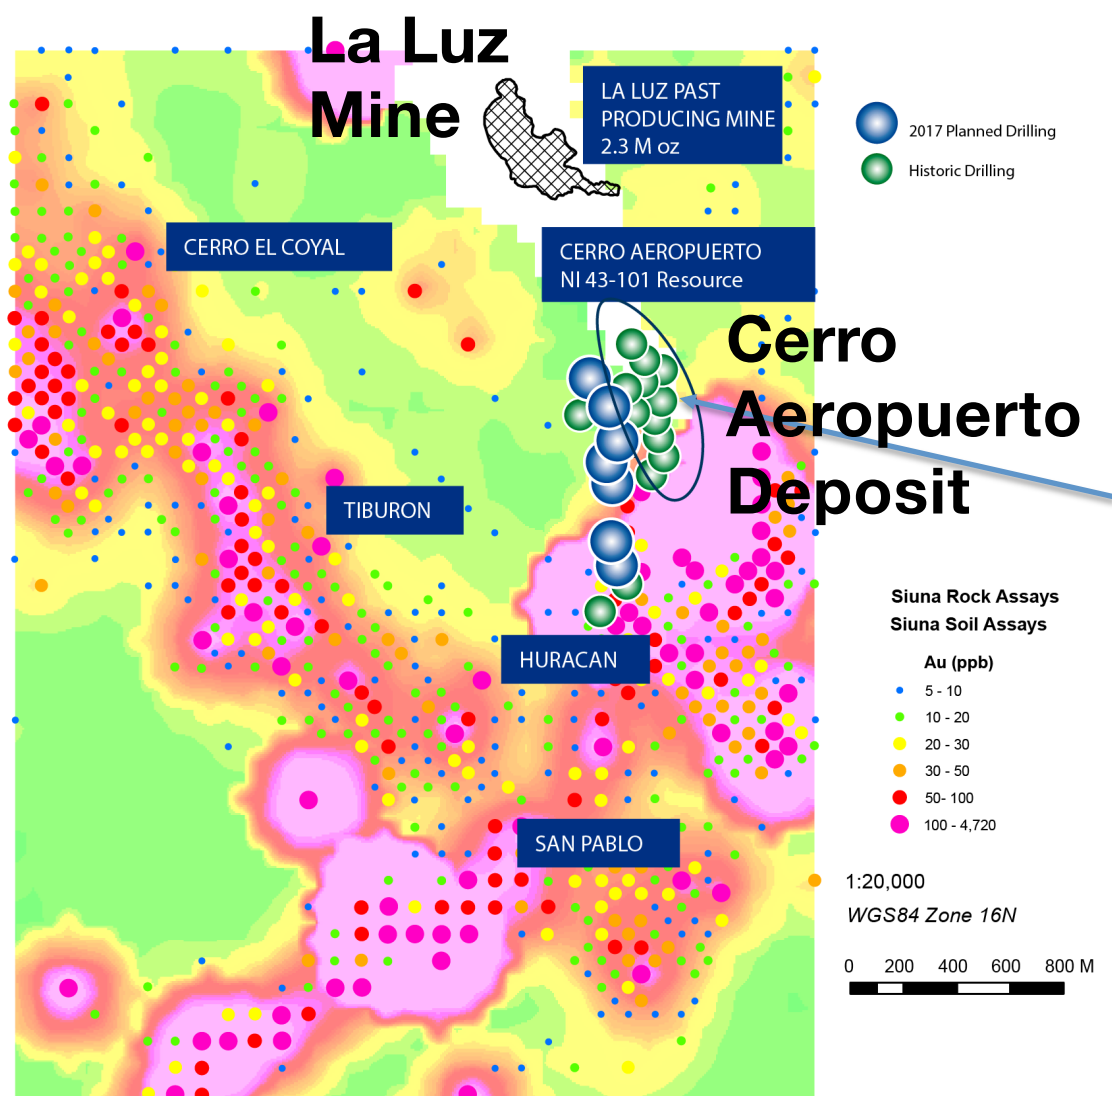 La Luz
Mine
LA LUZ PAST
PRODUCING MINE
2.3 M oz
2017 Planned Drilling
Historic Drilling
CERRO EL COYAL
CERRO AEROPUERTO
NI 43-101 Resource
Cerro
Aeropuerto
Deposit
TIBURON
HURACAN
SAN PABLO
Siuna Rock Assays
Siuna Soil Assays
Au (ppb)
5 - 10
10 - 20
20 - 30
30 - 50
50- 100
100 - 4,720
1:20,000
WGS84 Zone 16N
0 200 400 600 800 M